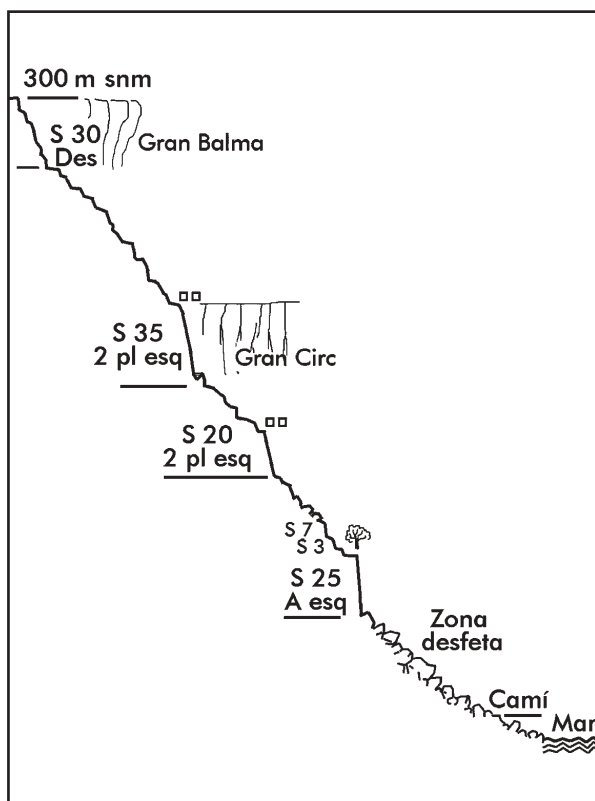 300 m snm
S 30
Des
Gran Balma
S 35
2 pl esq
Gran Circ
S 20
2 pl esq
S 7
S 3
S 25
A esq
Zona
desfeta
Camí
Mar